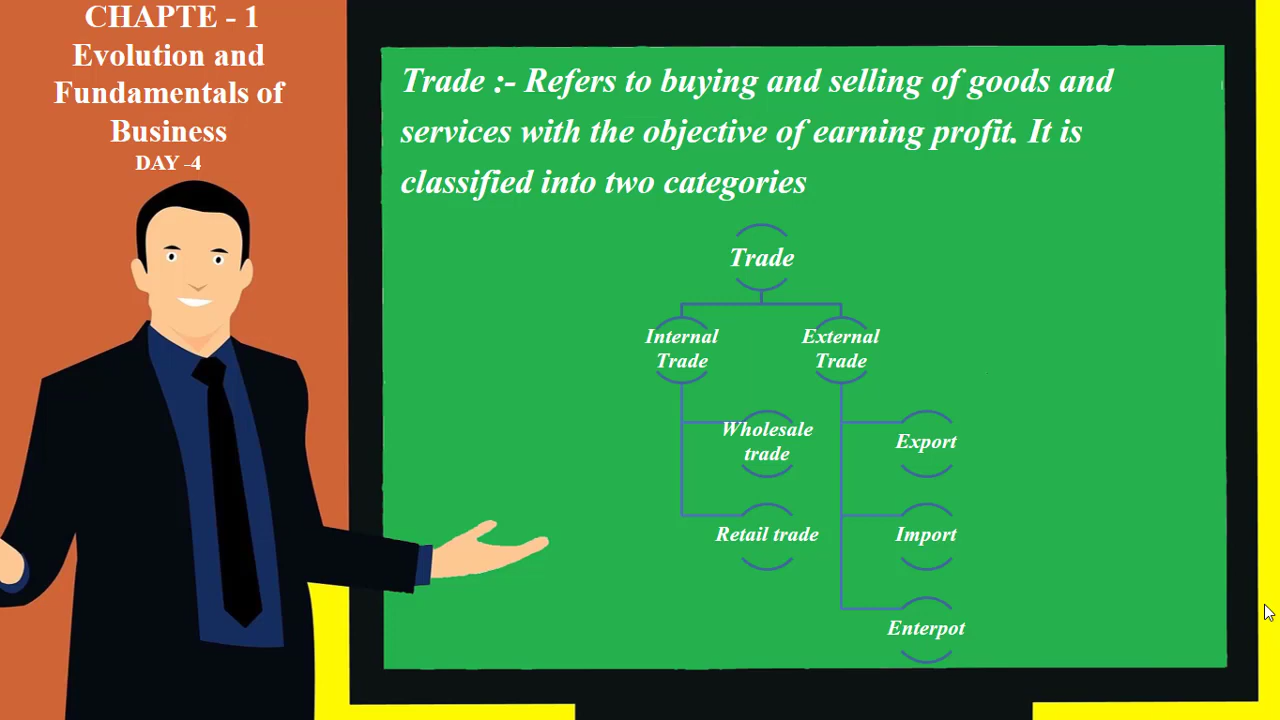 CHAPTE - 1
Evolution and
Fundamentals of
Business
DAY -4
Trade :- Refers to buying and selling of goods and
services with the objective of earning profit. It is
classified into two categories
Trade
Internal
Trade
External
Trade
Wholesale
trade
Export
Retail trade
Import
Enterpot